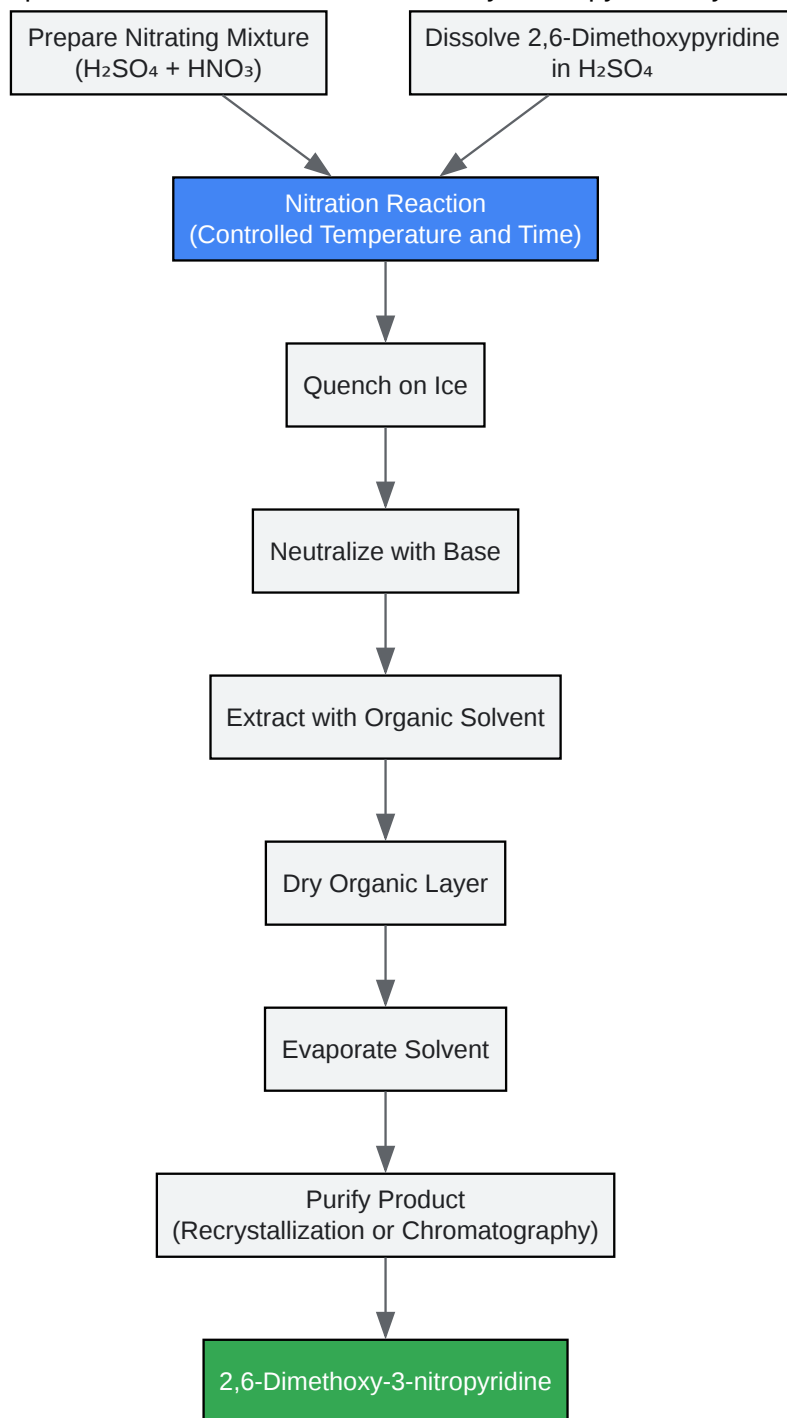 Prepare Nitrating Mixture
(H₂SO₄ + HNO₃)
Dissolve 2,6-Dimethoxypyridine
in H₂SO₄
Nitration Reaction
(Controlled Temperature and Time)
Quench on Ice
Neutralize with Base
Extract with Organic Solvent
Dry Organic Layer
Evaporate Solvent
Purify Product
(Recrystallization or Chromatography)
2,6-Dimethoxy-3-nitropyridine